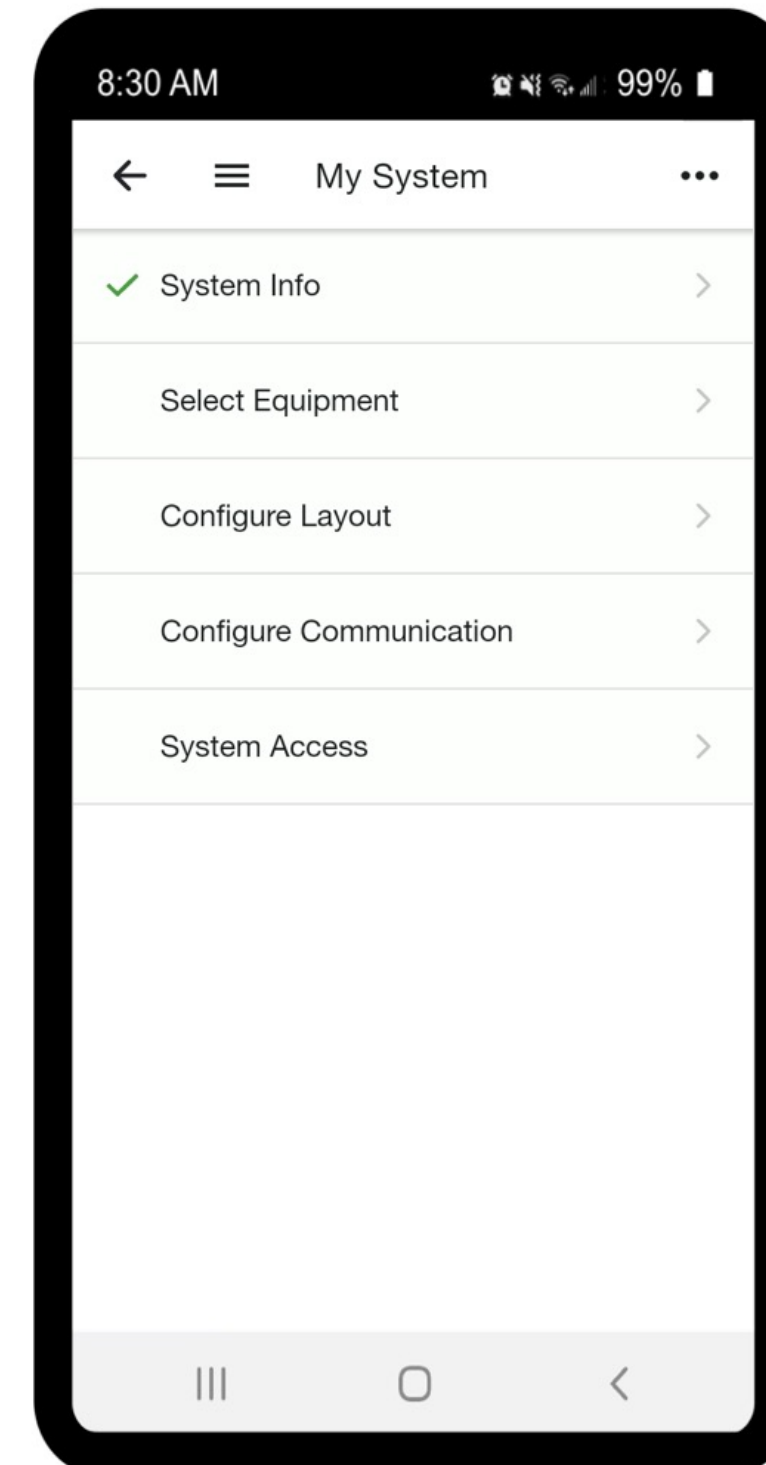 8:30 AM 99%
My System
System Info
Select Equipment
Configure Layout
Configure Communication
System Access